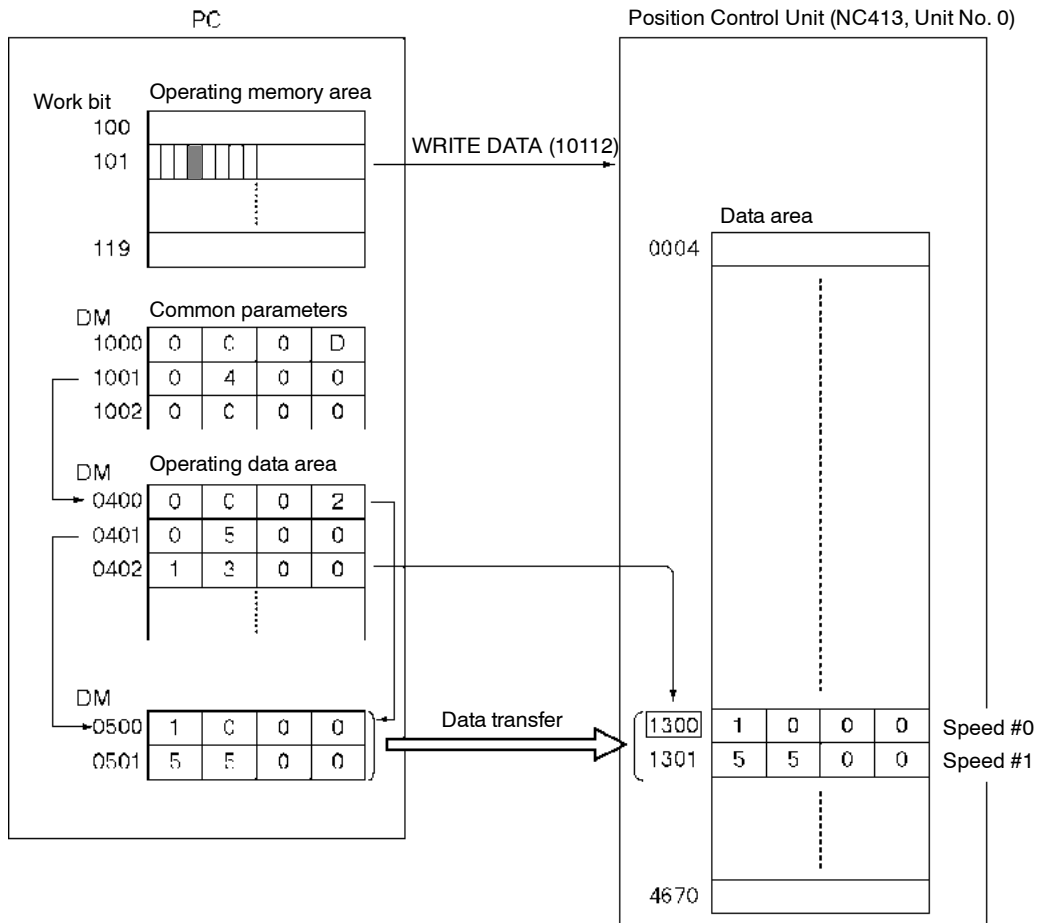 PC
Position Control Unit (NC413, Unit No. 0)
Work bit
Operating memory area
100
101
WRITE DATA (10112)
119
Data area
0004
DM
Common parameters
1000 0 0 0 D
1001 0 4 0 0
1002 0 0 0 0
DM
Operating data area
0400 0 0 0 2
0401 0 5 0 0
0402 1 3 0 0
DM
0500 1 0 0 0
0501 5 5 0 0
Data transfer
1300 1 0 0 0 Speed #0
1301 5 5 0 0 Speed #1
4670